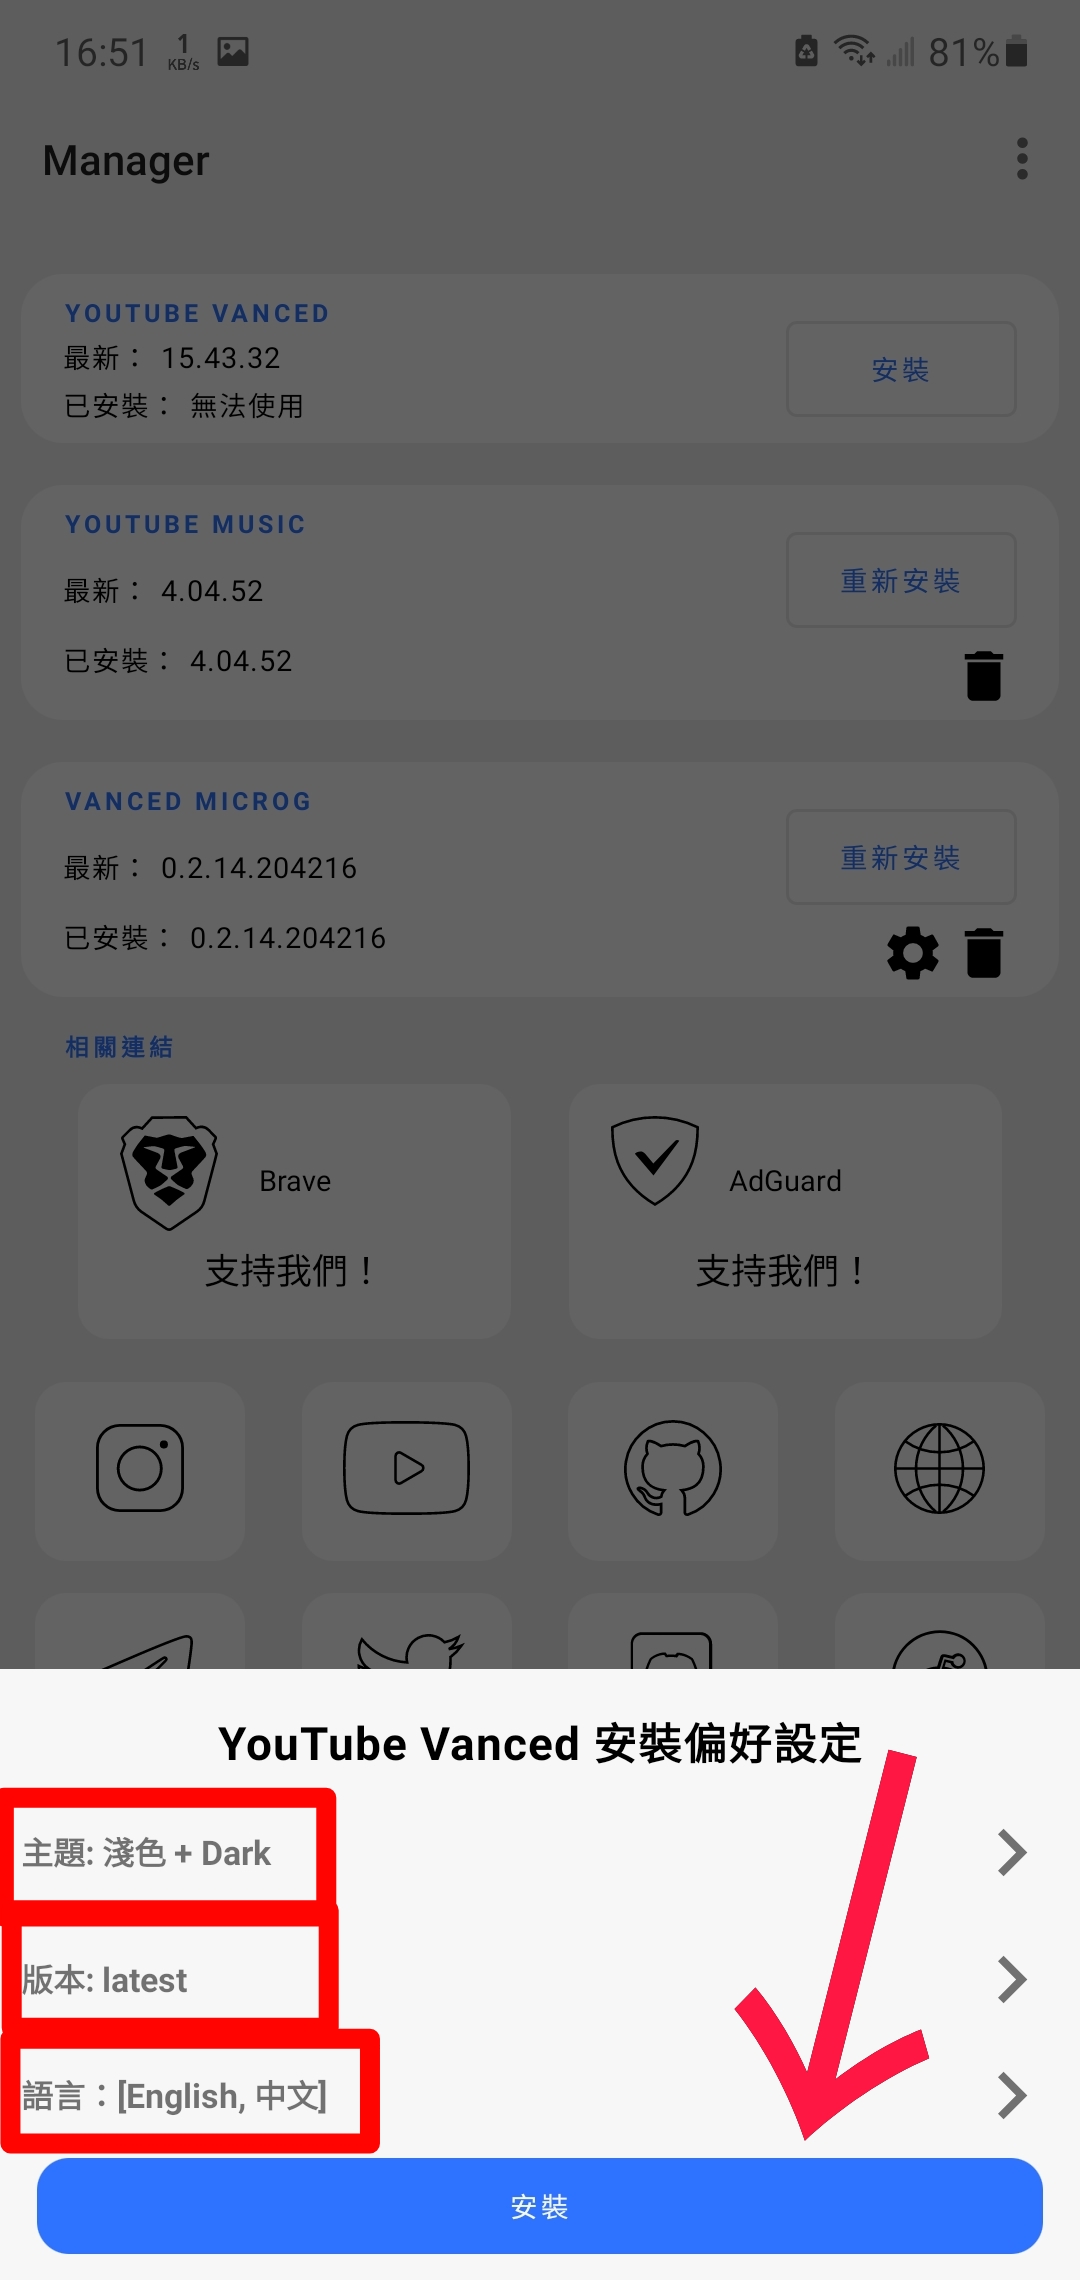 16:51 1 KB/s 81%
Manager
YOUTUBE VANCED
最新： 15.43.32
已安裝： 無法使用
安裝
YOUTUBE MUSIC
最新： 4.04.52
已安裝： 4.04.52
重新安裝
VANCED MICROG
最新： 0.2.14.204216
已安裝： 0.2.14.204216
重新安裝
相關連結
Brave
支持我們！
AdGuard
支持我們！
YouTube Vanced 安裝偏好設定
主題: 淺色 + Dark
版本: latest
語言：[English, 中文]
安裝